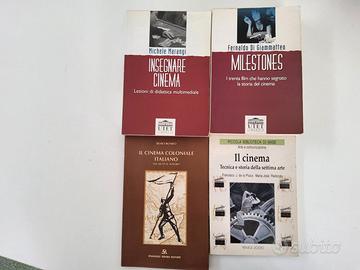 Michele Marangi
INSEGNARE
CINEMA
Lezioni di didattica multimediale
UTET
Fernaldo Di Giammatteo
MILESTONES
I trenta film che hanno segnato
la storia del cinema
UTET
IL CINEMA COLONIALE
ITALIANO
PICCOLA BIBLIOTECA DI BASE
Arte e comunicazione
Il cinema
Tecnica e storia della settima arte
subito